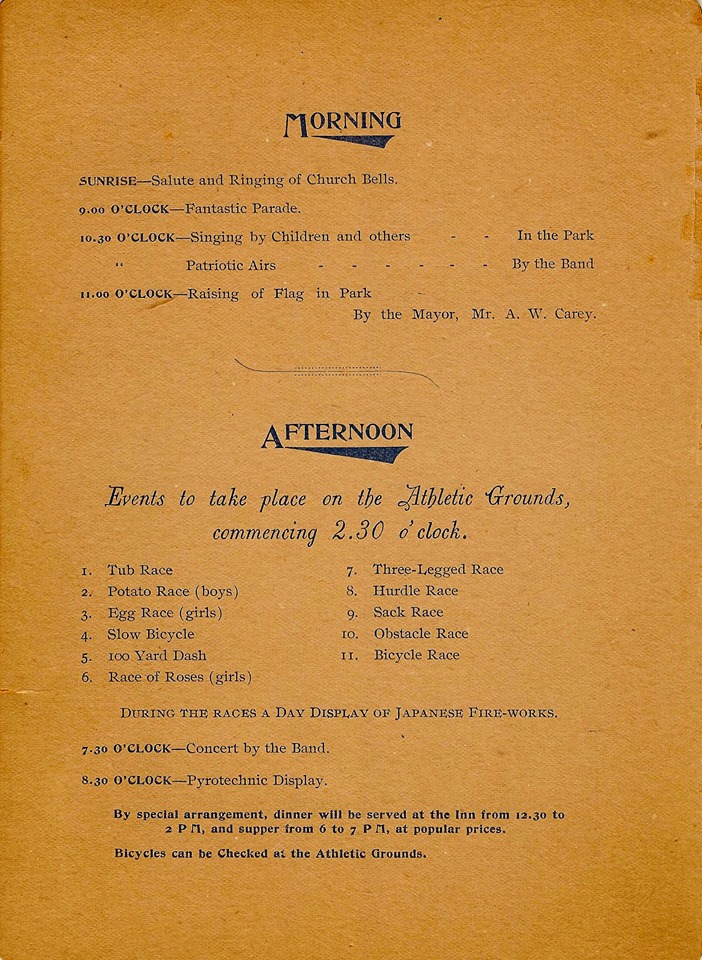 MORNING
SUNRISE—Salute and Ringing of Church Bells.
9.00 O'CLOCK—Fantastic Parade.
10.30 O'CLOCK—Singing by Children and others - - In the Park
" Patriotic Airs - - - - - - By the Band
11.00 O'CLOCK—Raising of Flag in Park -
By the Mayor, Mr. A. W. Carey.
AFTERNOON
Events to take place on the Athletic Grounds,
commencing 2.30 o'clock.
1. Tub Race
2. Potato Race (boys)
3. Egg Race (girls)
4. Slow Bicycle
5. 100 Yard Dash
6. Race of Roses (girls)
7. Three-Legged Race
8. Hurdle Race
9. Sack Race
10. Obstacle Race
11. Bicycle Race
DURING THE RACES A DAY DISPLAY OF JAPANESE FIRE-WORKS.
7.30 O'CLOCK—Concert by the Band.
8.30 O'CLOCK—Pyrotechnic Display.
By special arrangement, dinner will be served at the Inn from 12.30 to
2 P M, and supper from 6 to 7 P M, at popular prices.
Bicycles can be Checked at the Athletic Grounds.